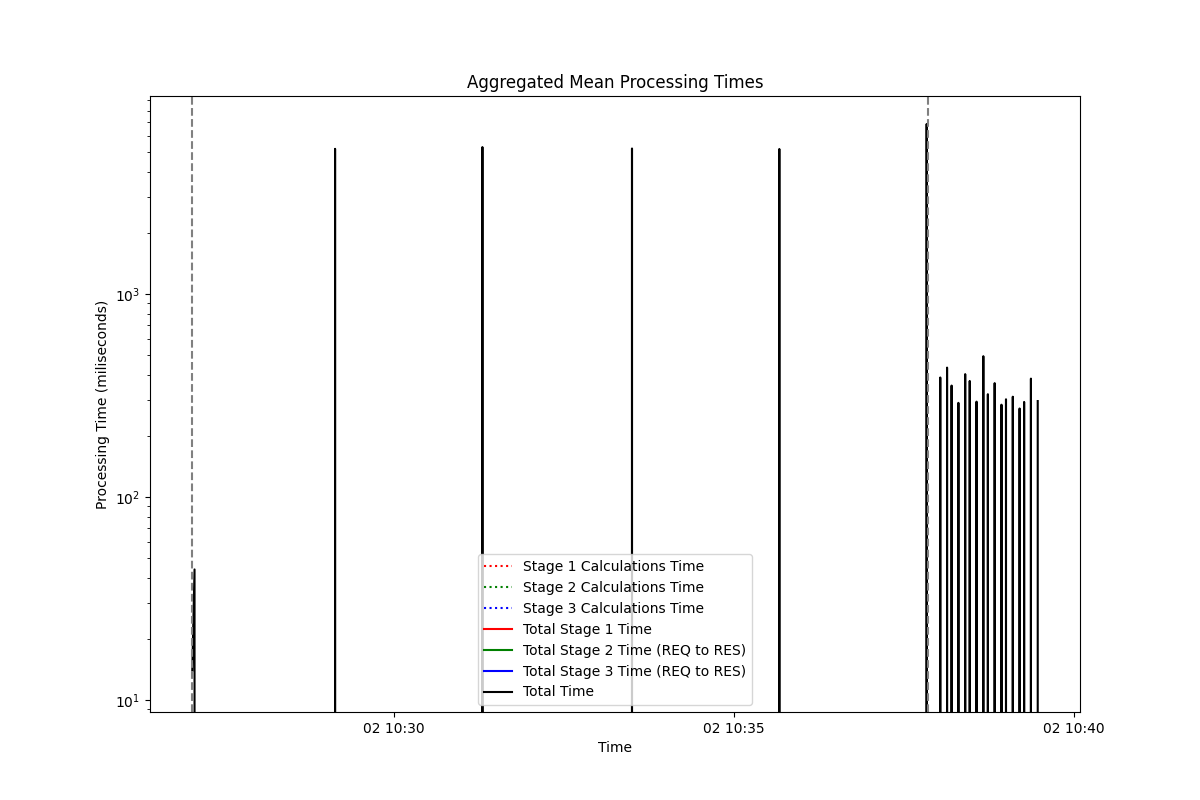 Aggregated Mean Processing Times
Processing Time (miliseconds)
10³
10²
10¹
Stage 1 Calculations Time
Stage 2 Calculations Time
Stage 3 Calculations Time
Total Stage 1 Time
Total Stage 2 Time (REQ to RES)
Total Stage 3 Time (REQ to RES)
Total Time
02 10:30
02 10:35
02 10:40
Time